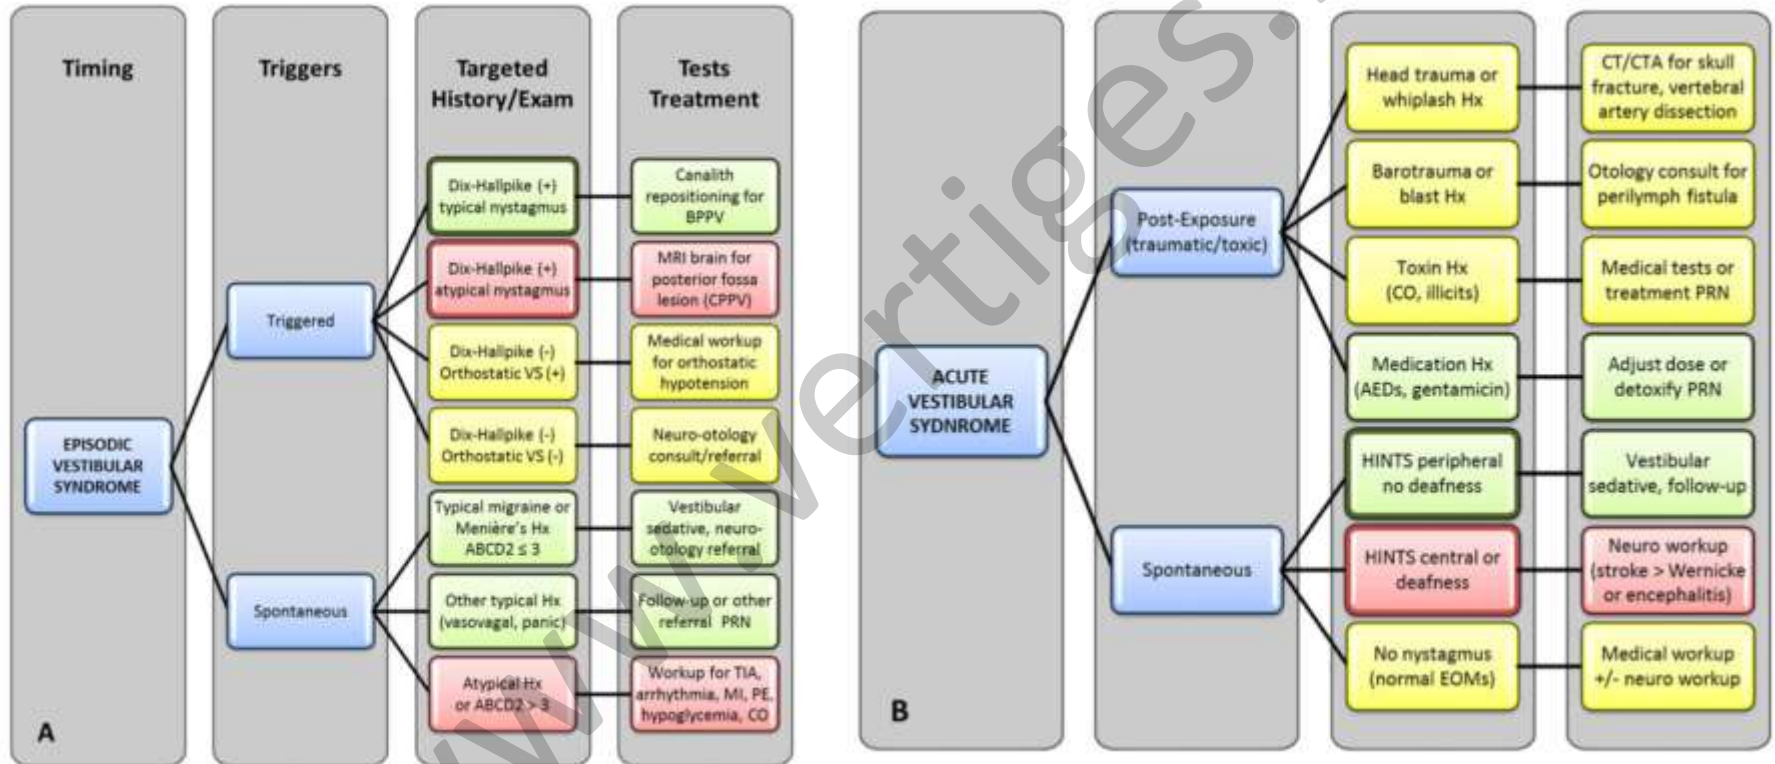 Timing
Triggers
Targeted
History/Exam
Tests
Treatment
EPISODIC
VESTIBULAR
SYNDROME
Triggered
Spontaneous
Dix-Hallpike (+)
typical nystagmus
Canalith
repositioning for
BPPV
Dix-Hallpike (+)
atypical nystagmus
MRI brain for
posterior fossa
lesion (CPPV)
Dix-Hallpike (-)
Orthostatic VS (+)
Medical workup
for orthostatic
hypotension
Dix-Hallpike (-)
Orthostatic VS (-)
Neuro-otology
consult/referral
Typical migraine or
Menière's Hx
ABCD2 ≤ 3
Vestibular
sedative, neuro-
otology referral
Other typical Hx
(vasovagal, panic)
Follow-up or other
referral PRN
Atypical Hx
or ABCD2 > 3
Workup for TIA,
arrhythmia, MI, PE,
hypoglycemia, CO
A
ACUTE
VESTIBULAR
SYDNROME
Post-Exposure
(traumatic/toxic)
Spontaneous
Head trauma or
whiplash Hx
CT/CTA for skull
fracture, vertebral
artery dissection
Barotrauma or
blast Hx
Otology consult for
perilymph fistula
Toxin Hx
(CO, illicits)
Medical tests or
treatment PRN
Medication Hx
(AEDs, gentamicin)
Adjust dose or
detoxify PRN
HINTS peripheral
no deafness
Vestibular
sedative, follow-up
HINTS central or
deafness
Neuro workup
(stroke > Wernicke
or encephalitis)
No nystagmus
(normal EOMs)
Medical workup
+/- neuro workup
B
www.vertiges.